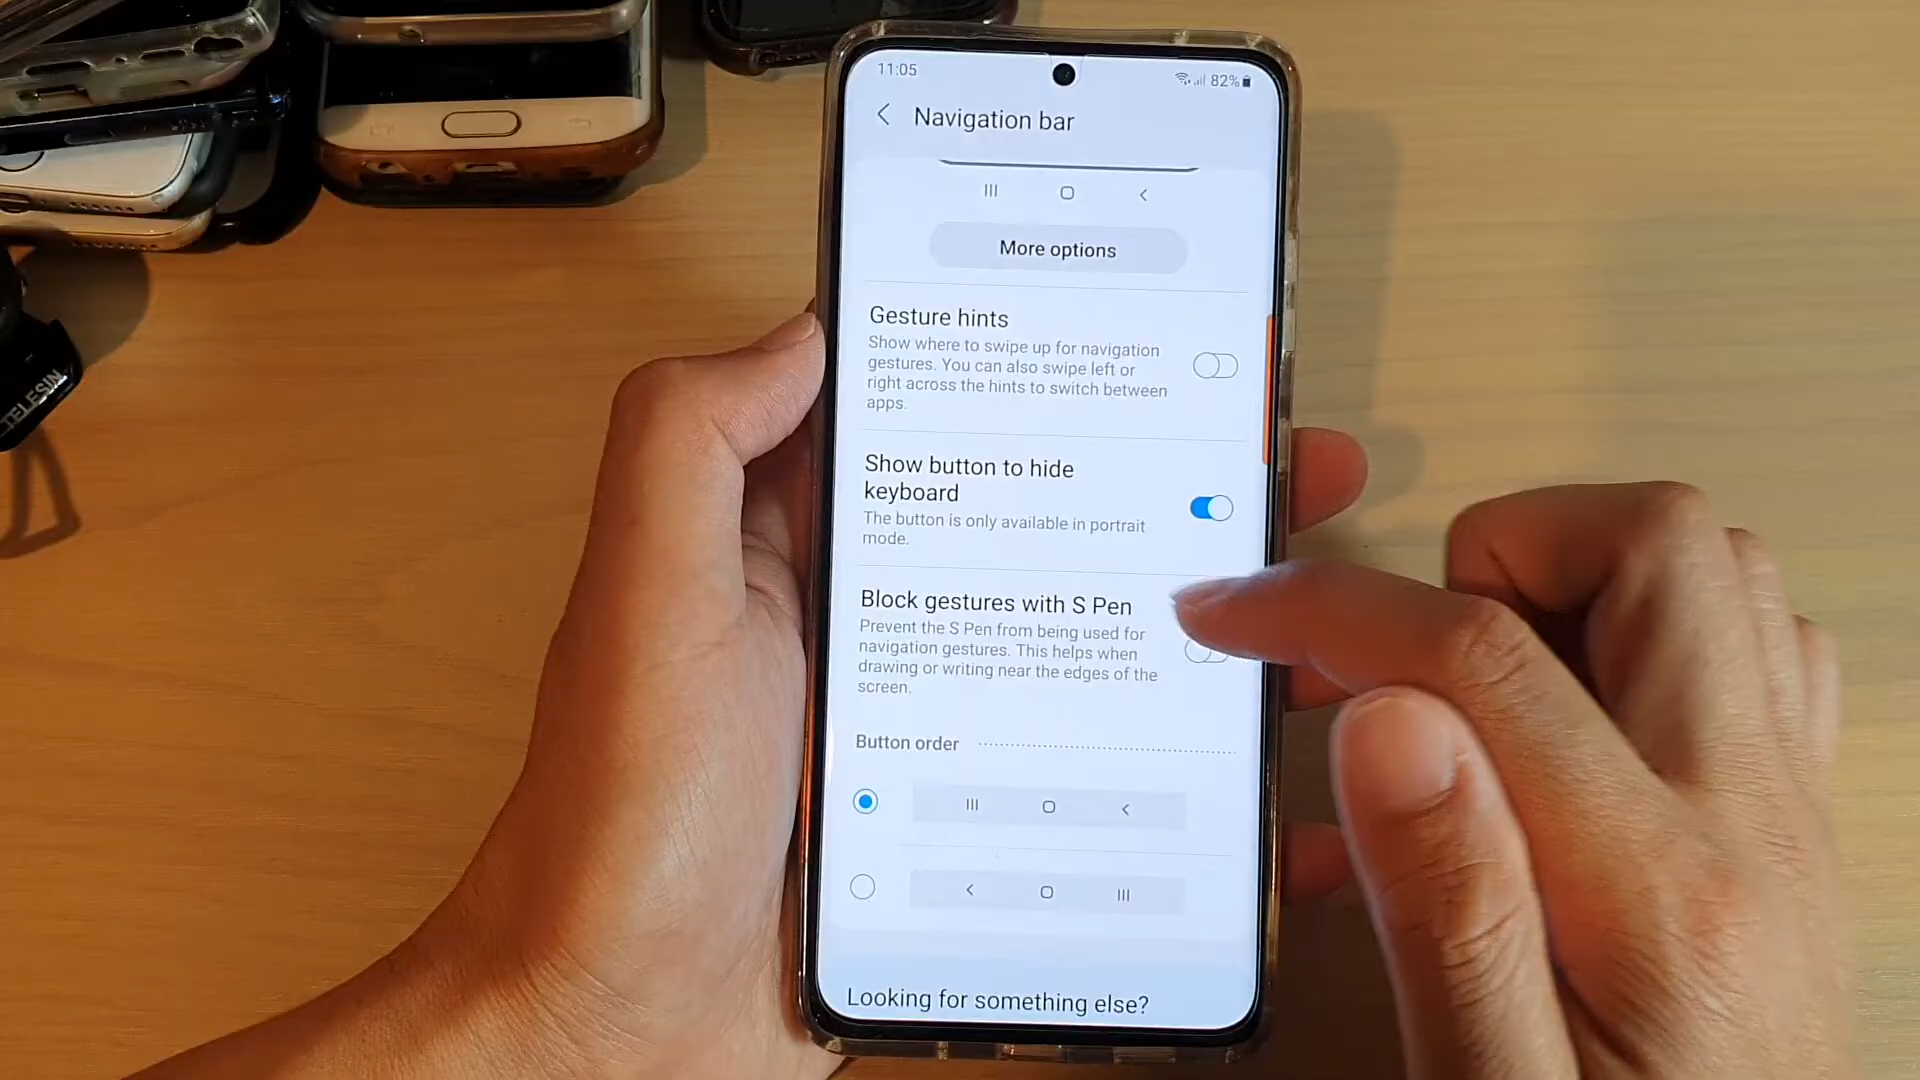 11:05
82%
Navigation bar
More options
Gesture hints
Show where to swipe up for navigation
gestures. You can also swipe left or
right across the hints to switch between
apps.
Show button to hide
keyboard
The button is only available in portrait
mode.
Block gestures with S Pen
Prevent the S Pen from being used for
navigation gestures. This helps when
drawing or writing near the edges of the
screen.
Button order
Looking for something else?
TELESIN